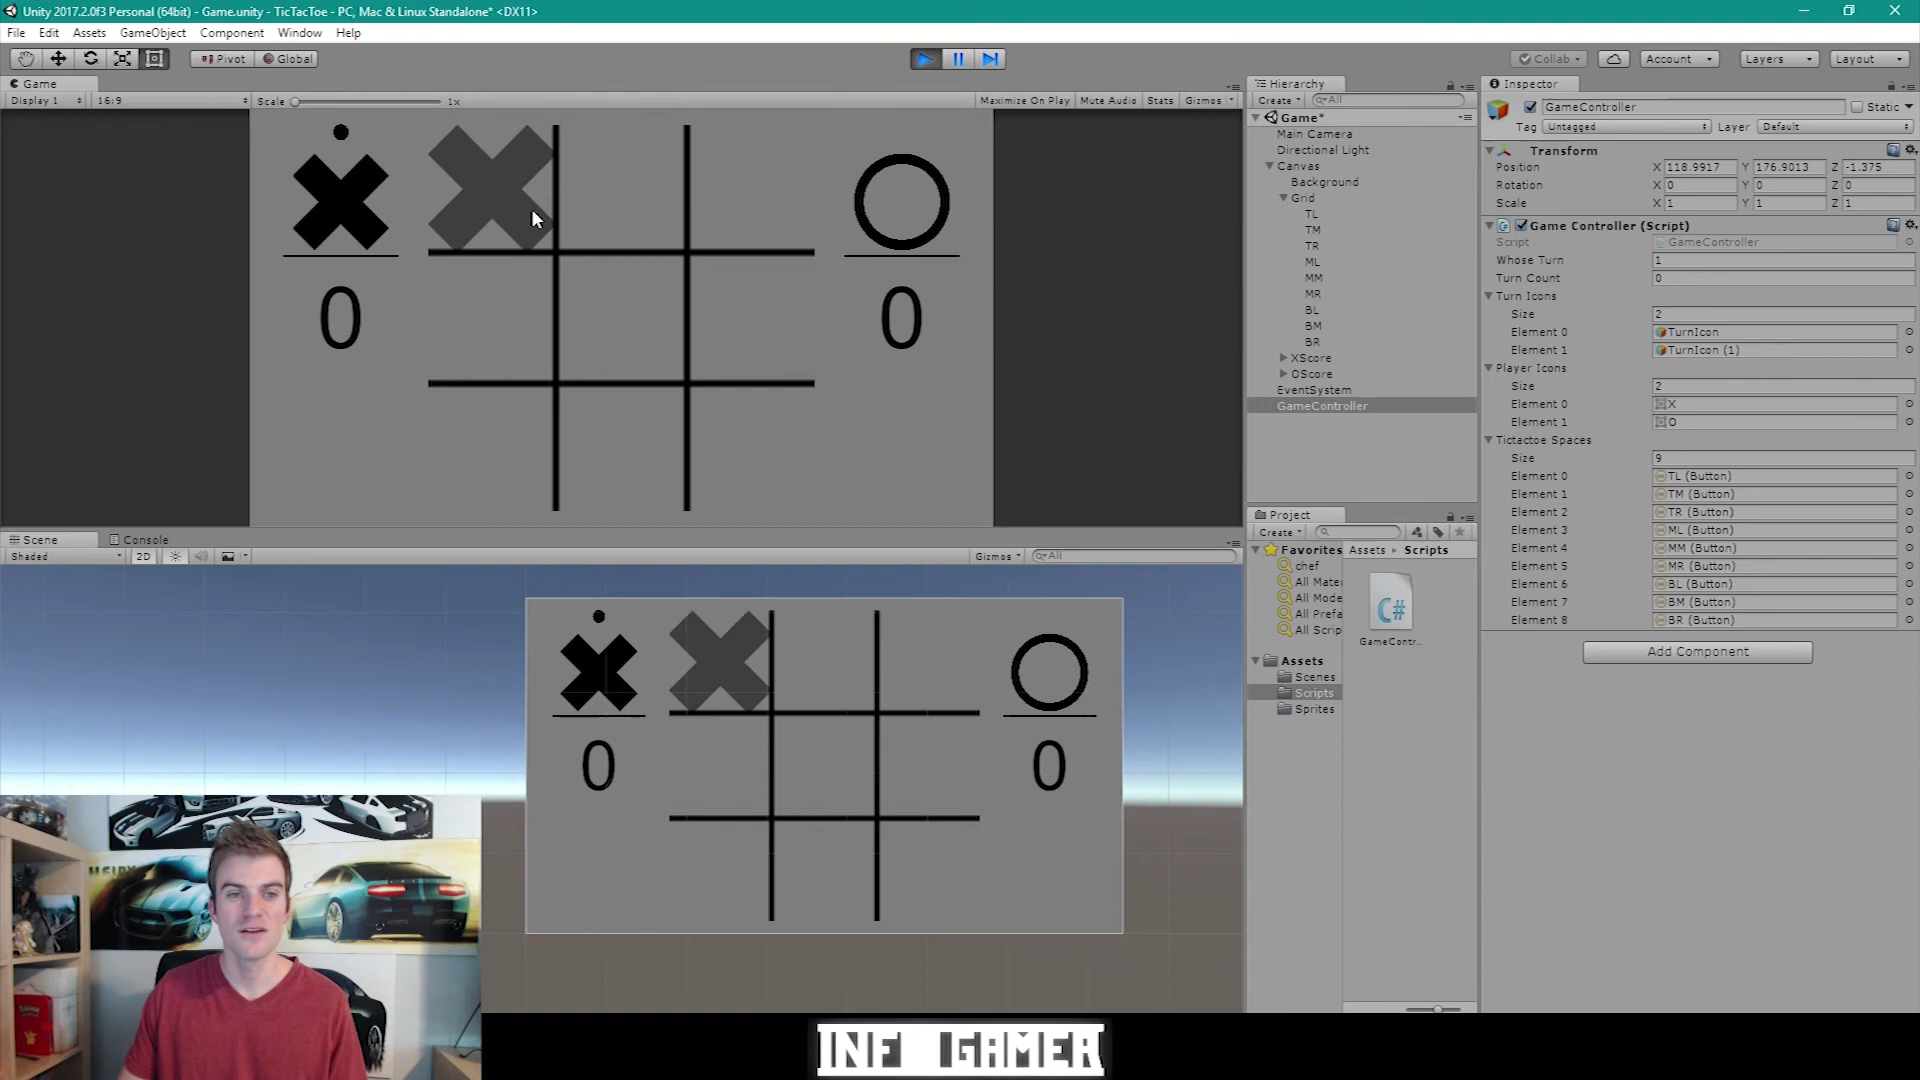 Unity 2017.2.0f3 Personal (64bit) - Game.unity - TicTacToe - PC, Mac & Linux Standalone* <DX11>
File Edit Assets GameObject Component Window Help
Pivot Global
Collab Account Layers Layout
Game
Display 1 16:9 Scale 1x Maximize On Play Mute Audio Stats Gizmos
0
0
Scene Console
Shaded 2D Gizmos All
0
0
Hierarchy
Create All
Game*
Main Camera
Directional Light
Canvas
Background
Grid
TL
TM
TR
ML
MM
MR
BL
BM
BR
XScore
OScore
EventSystem
GameController
Project
Create
Favorites
chef
All Mater
All Mode
All Prefa
All Scrip
Assets
Scenes
Scripts
Sprites
Assets Scripts
C#
GameContr...
Inspector
GameController Static
Tag Untagged Layer Default
Transform
Position X 118.9917 Y 176.9013 Z -1.375
Rotation X 0 Y 0 Z 0
Scale X 1 Y 1 Z 1
Game Controller (Script)
Script GameController
Whose Turn 1
Turn Count 0
Turn Icons
Size 2
Element 0 TurnIcon
Element 1 TurnIcon (1)
Player Icons
Size 2
Element 0 X
Element 1 O
Tictactoe Spaces
Size 9
Element 0 TL (Button)
Element 1 TM (Button)
Element 2 TR (Button)
Element 3 ML (Button)
Element 4 MM (Button)
Element 5 MR (Button)
Element 6 BL (Button)
Element 7 BM (Button)
Element 8 BR (Button)
Add Component
INF GAMER